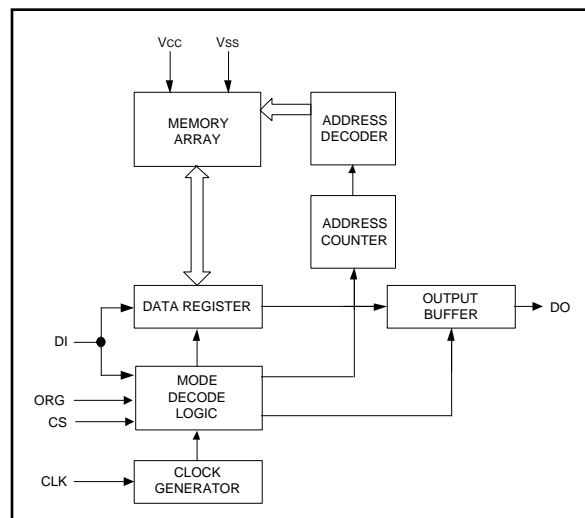 Vcc Vss
MEMORY
ARRAY
ADDRESS
DECODER
ADDRESS
COUNTER
DATA REGISTER
OUTPUT
BUFFER
DO
DI
MODE
DECODE
LOGIC
ORG
CS
CLK
CLOCK
GENERATOR